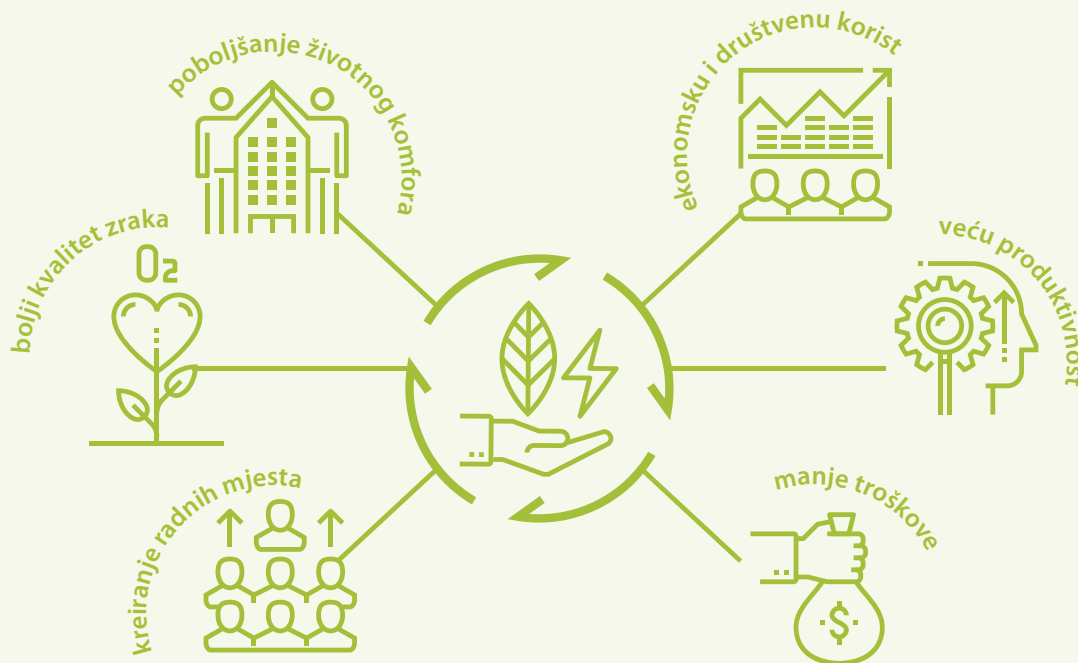 poboljšanje životnog komfora
ekonomsku i društvenu korist
bolji kvalitet zraka
O₂
veću produktivnost
kreiranje radnih mjesta
manje troškove
$